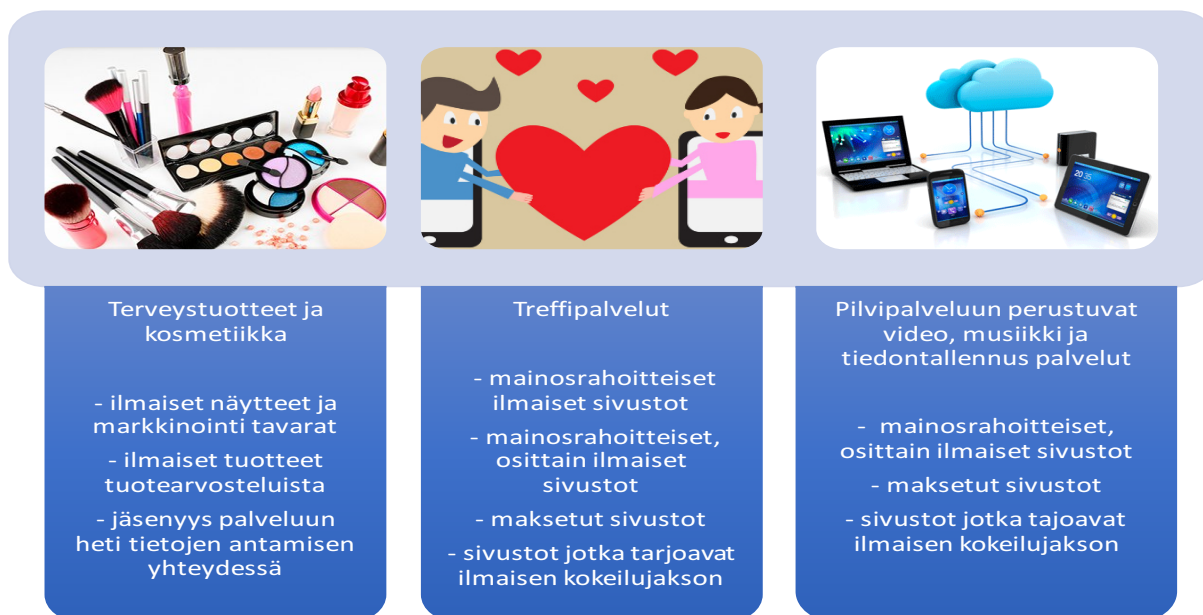 Terveystuotteet ja
kosmetiikka
- ilmaiset näytteet ja
markkinointi tavarat
- ilmaiset tuotteet
tuotearvosteluista
- jäsenyys palveluun
heti tietojen antamisen
yhteydessä
Treffipalvelut
- mainosrahoitteiset
ilmaiset sivustot
- mainosrahoitteiset,
osittain ilmaiset
sivustot
- maksetut sivustot
- sivustot jotka tarjoavat
ilmaisen kokeilujakson
Pilvipalveluun perustuvat
video, musiikki ja
tiedontallennus palvelut
- mainosrahoitteiset,
osittain ilmaiset sivustot
- maksetut sivustot
- sivustot jotka tajoavat
ilmaisen kokeilujakson